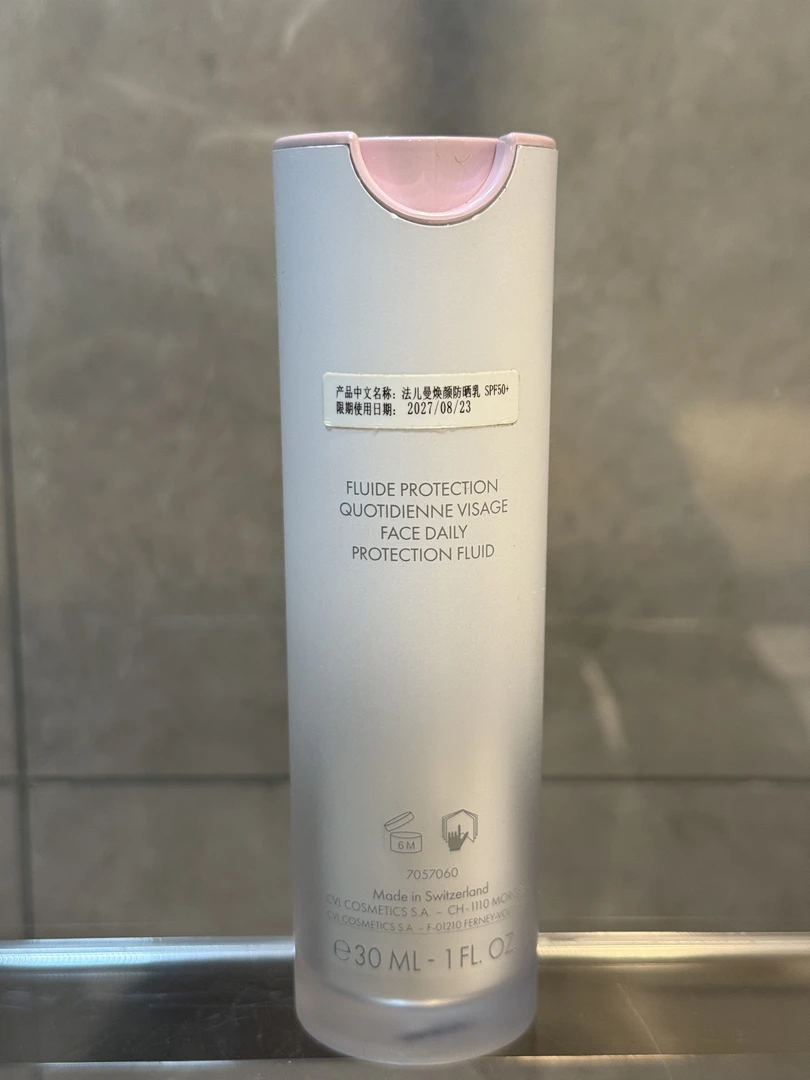 产品中文名称: 法儿曼焕颜防晒乳 SPF50+
限期使用日期: 2027/08/23
FLUIDE PROTECTION
QUOTIDIENNE VISAGE
FACE DAILY
PROTECTION FLUID
6M
7057060
Made in Switzerland
CVL COSMETICS S.A. - CH-1110
CVL COSMETICS S.A - F-01210
e 30 ML - 1 FL. OZ